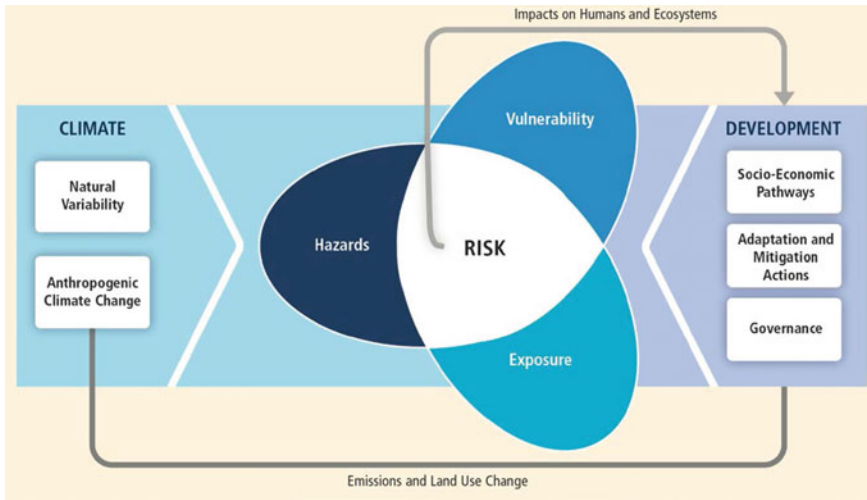 Impacts on Humans and Ecosystems
CLIMATE
Natural
Variability
Anthropogenic
Climate Change
Vulnerability
Hazards
RISK
Exposure
DEVELOPMENT
Socio-Economic
Pathways
Adaptation and
Mitigation
Actions
Governance
Emissions and Land Use Change